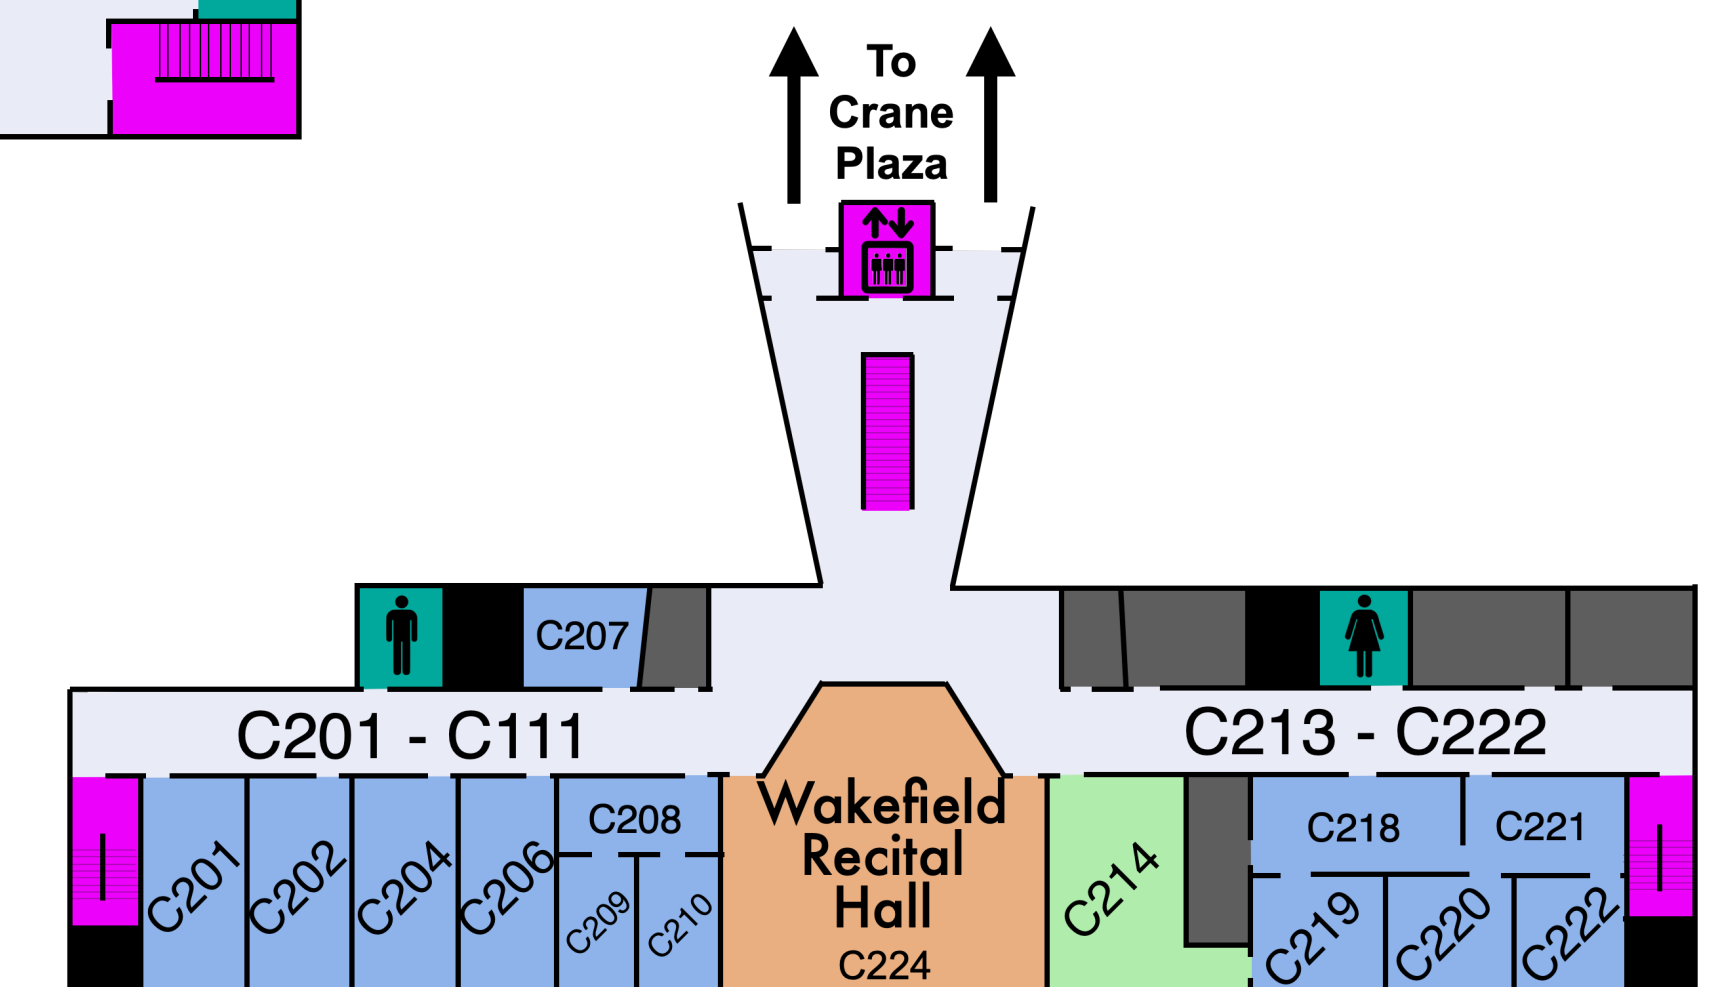 To
Crane
Plaza
C207
C201 - C111
C213 - C222
Wakefield
Recital
Hall
C224
C201
C202
C204
C206
C208
C209
C210
C214
C218
C221
C219
C220
C222